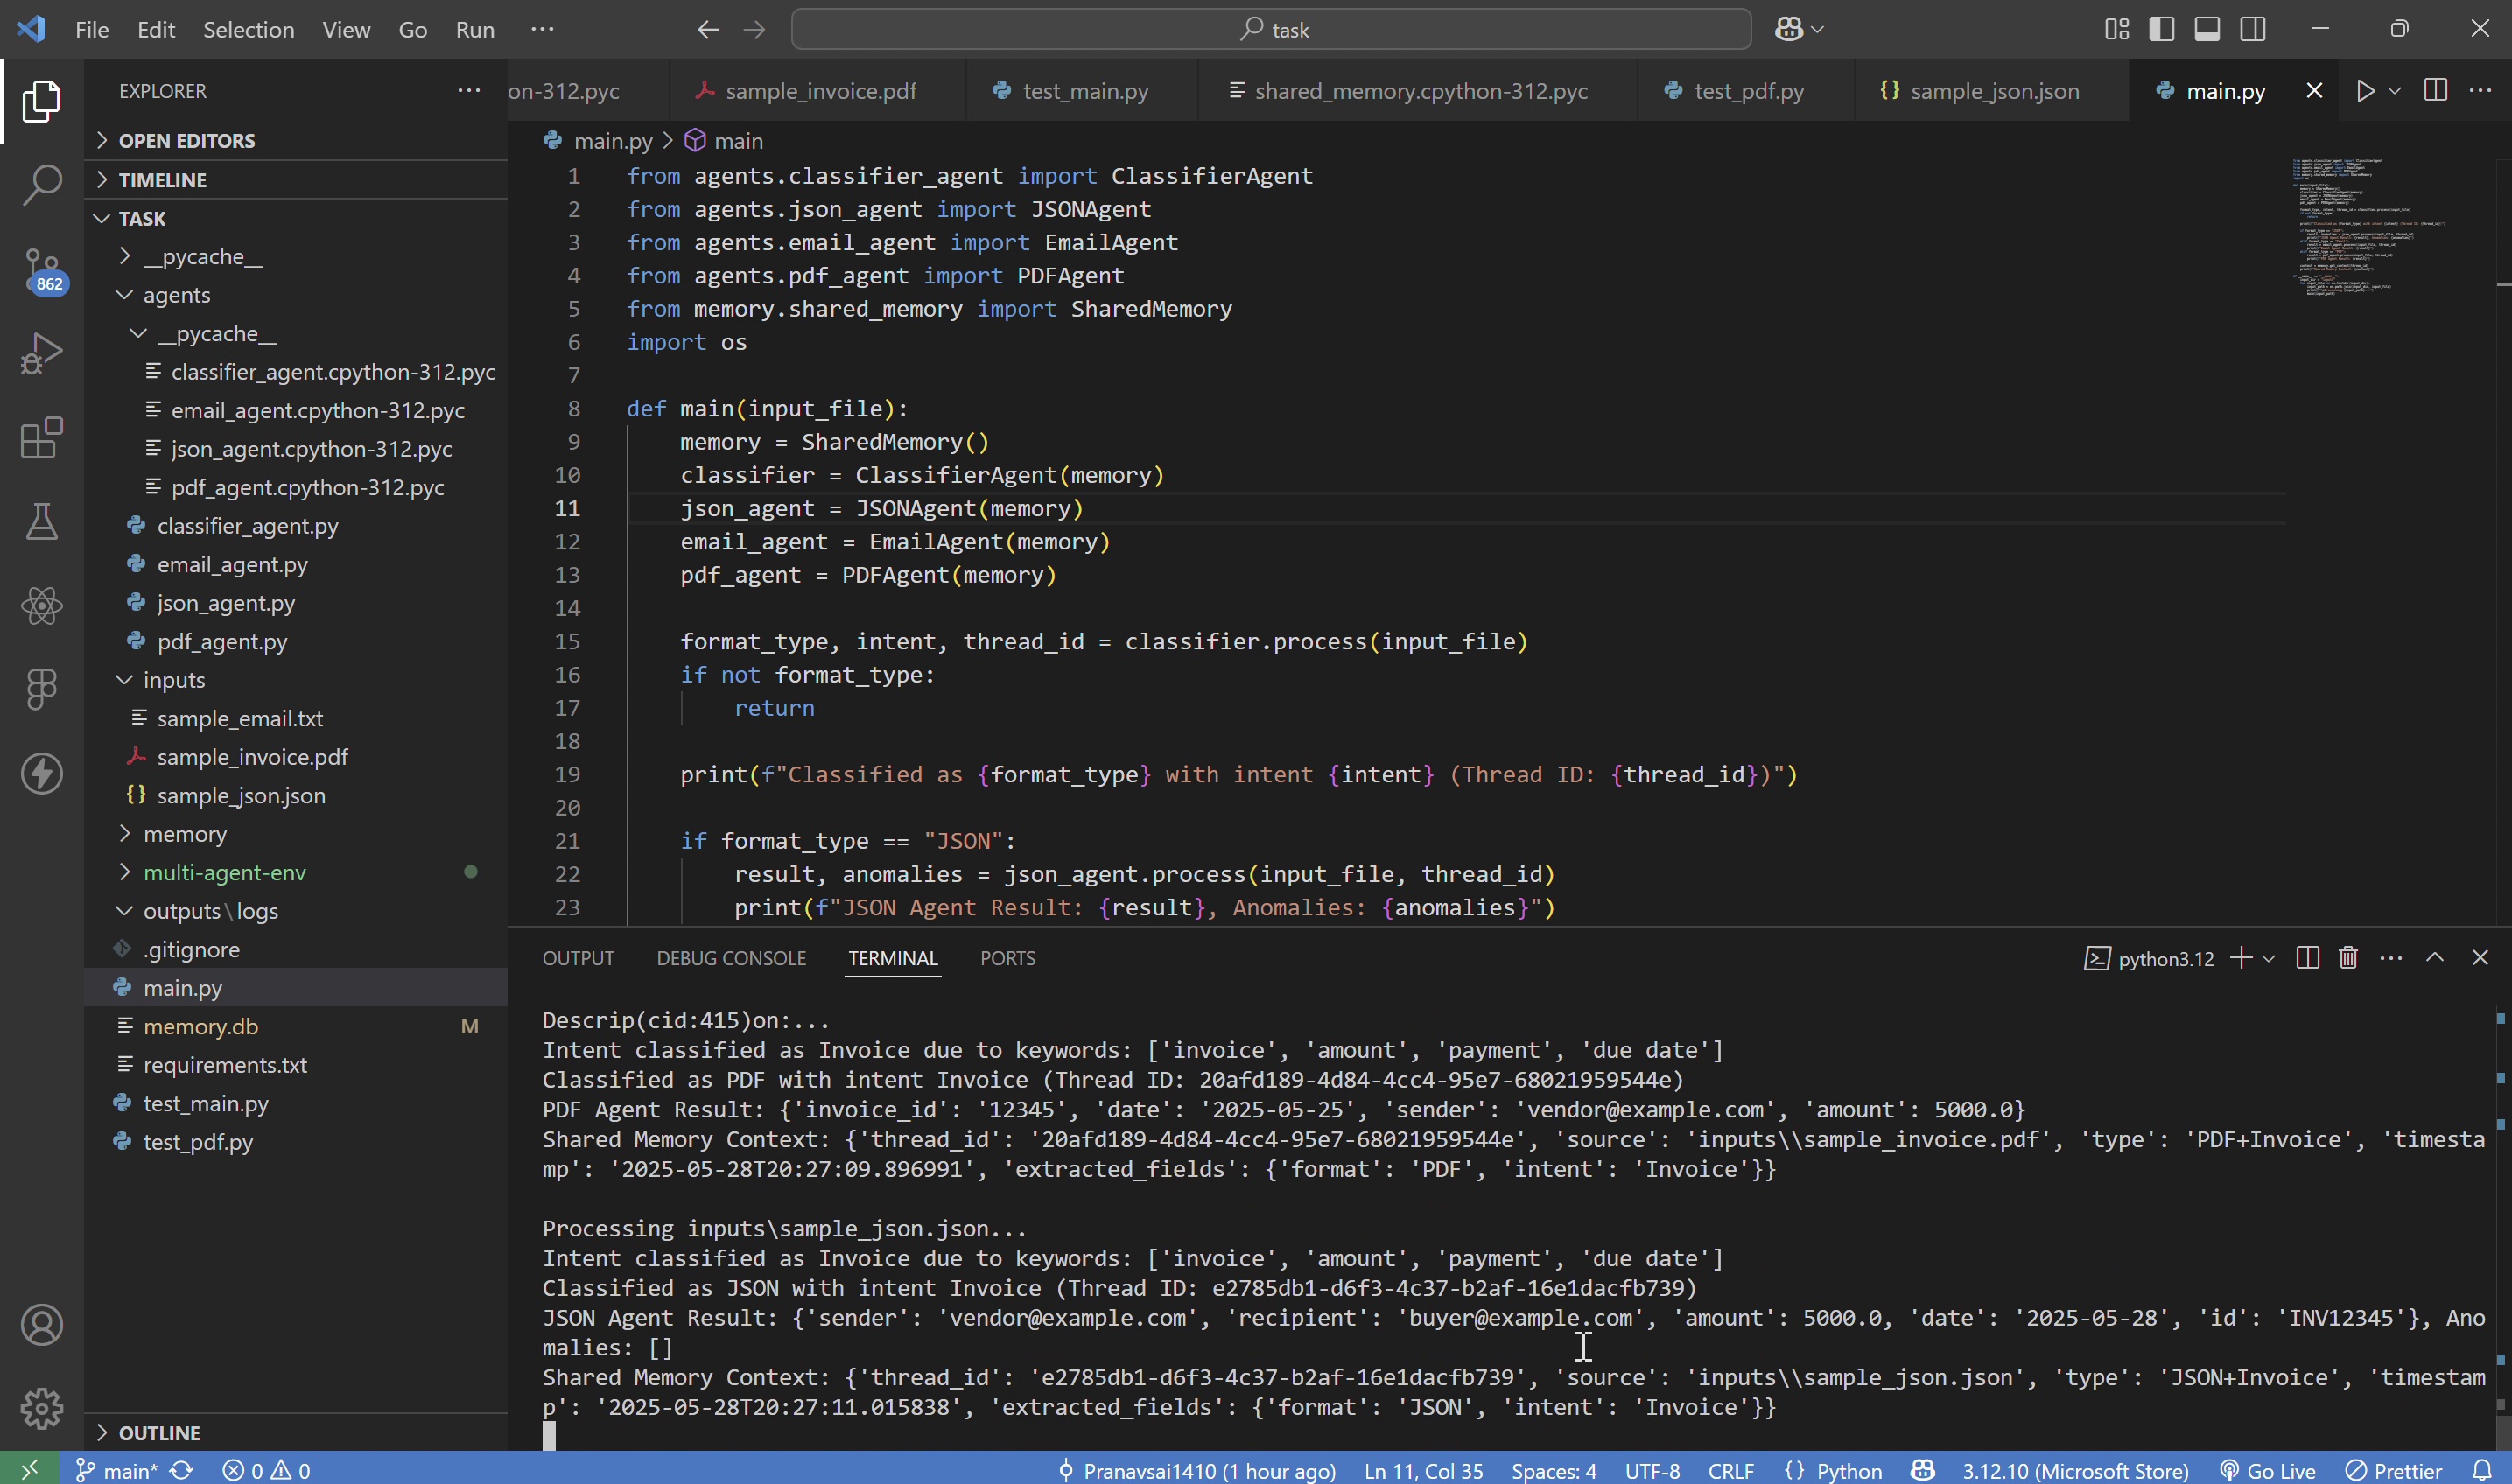 File Edit Selection View Go Run ··· task
EXPLORER
OPEN EDITORS
TIMELINE
TASK
__pycache__
agents
__pycache__
classifier_agent.cpython-312.pyc
email_agent.cpython-312.pyc
json_agent.cpython-312.pyc
pdf_agent.cpython-312.pyc
classifier_agent.py
email_agent.py
json_agent.py
pdf_agent.py
inputs
sample_email.txt
sample_invoice.pdf
sample_json.json
memory
multi-agent-env
outputs\logs
.gitignore
main.py
memory.db M
requirements.txt
test_main.py
test_pdf.py
OUTLINE
862
on-312.pyc sample_invoice.pdf test_main.py shared_memory.cpython-312.pyc test_pdf.py {} sample_json.json main.py
main.py > main
1 from agents.classifier_agent import ClassifierAgent
2 from agents.json_agent import JSONAgent
3 from agents.email_agent import EmailAgent
4 from agents.pdf_agent import PDFAgent
5 from memory.shared_memory import SharedMemory
6 import os
7
8 def main(input_file):
9 memory = SharedMemory()
10 classifier = ClassifierAgent(memory)
11 json_agent = JSONAgent(memory)
12 email_agent = EmailAgent(memory)
13 pdf_agent = PDFAgent(memory)
14
15 format_type, intent, thread_id = classifier.process(input_file)
16 if not format_type:
17 return
18
19 print(f"Classified as {format_type} with intent {intent} (Thread ID: {thread_id})")
20
21 if format_type == "JSON":
22 result, anomalies = json_agent.process(input_file, thread_id)
23 print(f"JSON Agent Result: {result}, Anomalies: {anomalies}")
OUTPUT DEBUG CONSOLE TERMINAL PORTS python3.12
Descrip(cid:415)on:...
Intent classified as Invoice due to keywords: ['invoice', 'amount', 'payment', 'due date']
Classified as PDF with intent Invoice (Thread ID: 20afd189-4d84-4cc4-95e7-68021959544e)
PDF Agent Result: {'invoice_id': '12345', 'date': '2025-05-25', 'sender': 'vendor@example.com', 'amount': 5000.0}
Shared Memory Context: {'thread_id': '20afd189-4d84-4cc4-95e7-68021959544e', 'source': 'inputs\\sample_invoice.pdf', 'type': 'PDF+Invoice', 'timesta
mp': '2025-05-28T20:27:09.896991', 'extracted_fields': {'format': 'PDF', 'intent': 'Invoice'}}
Processing inputs\sample_json.json...
Intent classified as Invoice due to keywords: ['invoice', 'amount', 'payment', 'due date']
Classified as JSON with intent Invoice (Thread ID: e2785db1-d6f3-4c37-b2af-16e1dacfb739)
JSON Agent Result: {'sender': 'vendor@example.com', 'recipient': 'buyer@example.com', 'amount': 5000.0, 'date': '2025-05-28', 'id': 'INV12345'}, Ano
malies: []
Shared Memory Context: {'thread_id': 'e2785db1-d6f3-4c37-b2af-16e1dacfb739', 'source': 'inputs\\sample_json.json', 'type': 'JSON+Invoice', 'timestam
p': '2025-05-28T20:27:11.015838', 'extracted_fields': {'format': 'JSON', 'intent': 'Invoice'}}
main* 0 0 Pranavsai1410 (1 hour ago) Ln 11, Col 35 Spaces: 4 UTF-8 CRLF {} Python 3.12.10 (Microsoft Store) Go Live Prettier